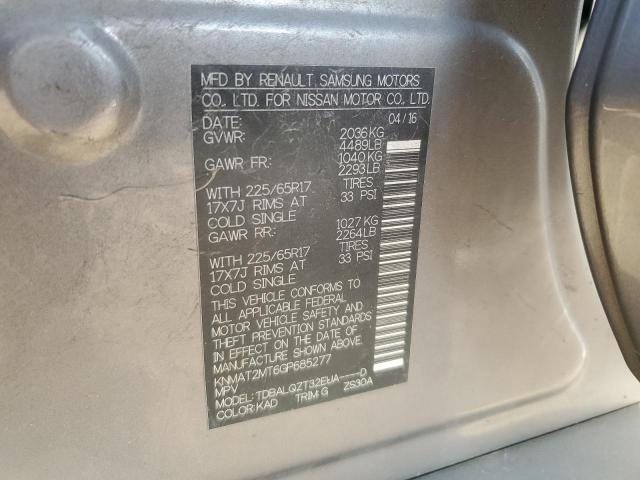 MFD BY RENAULT SAMSUNG MOTORS
CO., LTD. FOR NISSAN MOTOR CO., LTD.
DATE: 04/16
GVWR: 2036KG
4489LB
GAWR FR: 1040KG
2293LB
WITH 225/65R17 TIRES
17X7J RIMS AT 33 PSI
COLD SINGLE
GAWR RR: 1027 KG
2264LB
WITH 225/65R17 TIRES
17X7J RIMS AT 33 PSI
COLD SINGLE
THIS VEHICLE CONFORMS TO
ALL APPLICABLE FEDERAL
MOTOR VEHICLE SAFETY AND
THEFT PREVENTION STANDARDS
IN EFFECT ON THE DATE OF
MANUFACTURE SHOWN ABOVE.
KNMAT2MT6GP685277
MPV
MODEL: TDBALQZT32EUA----D
COLOR: KAD TRIM: G ZS30A